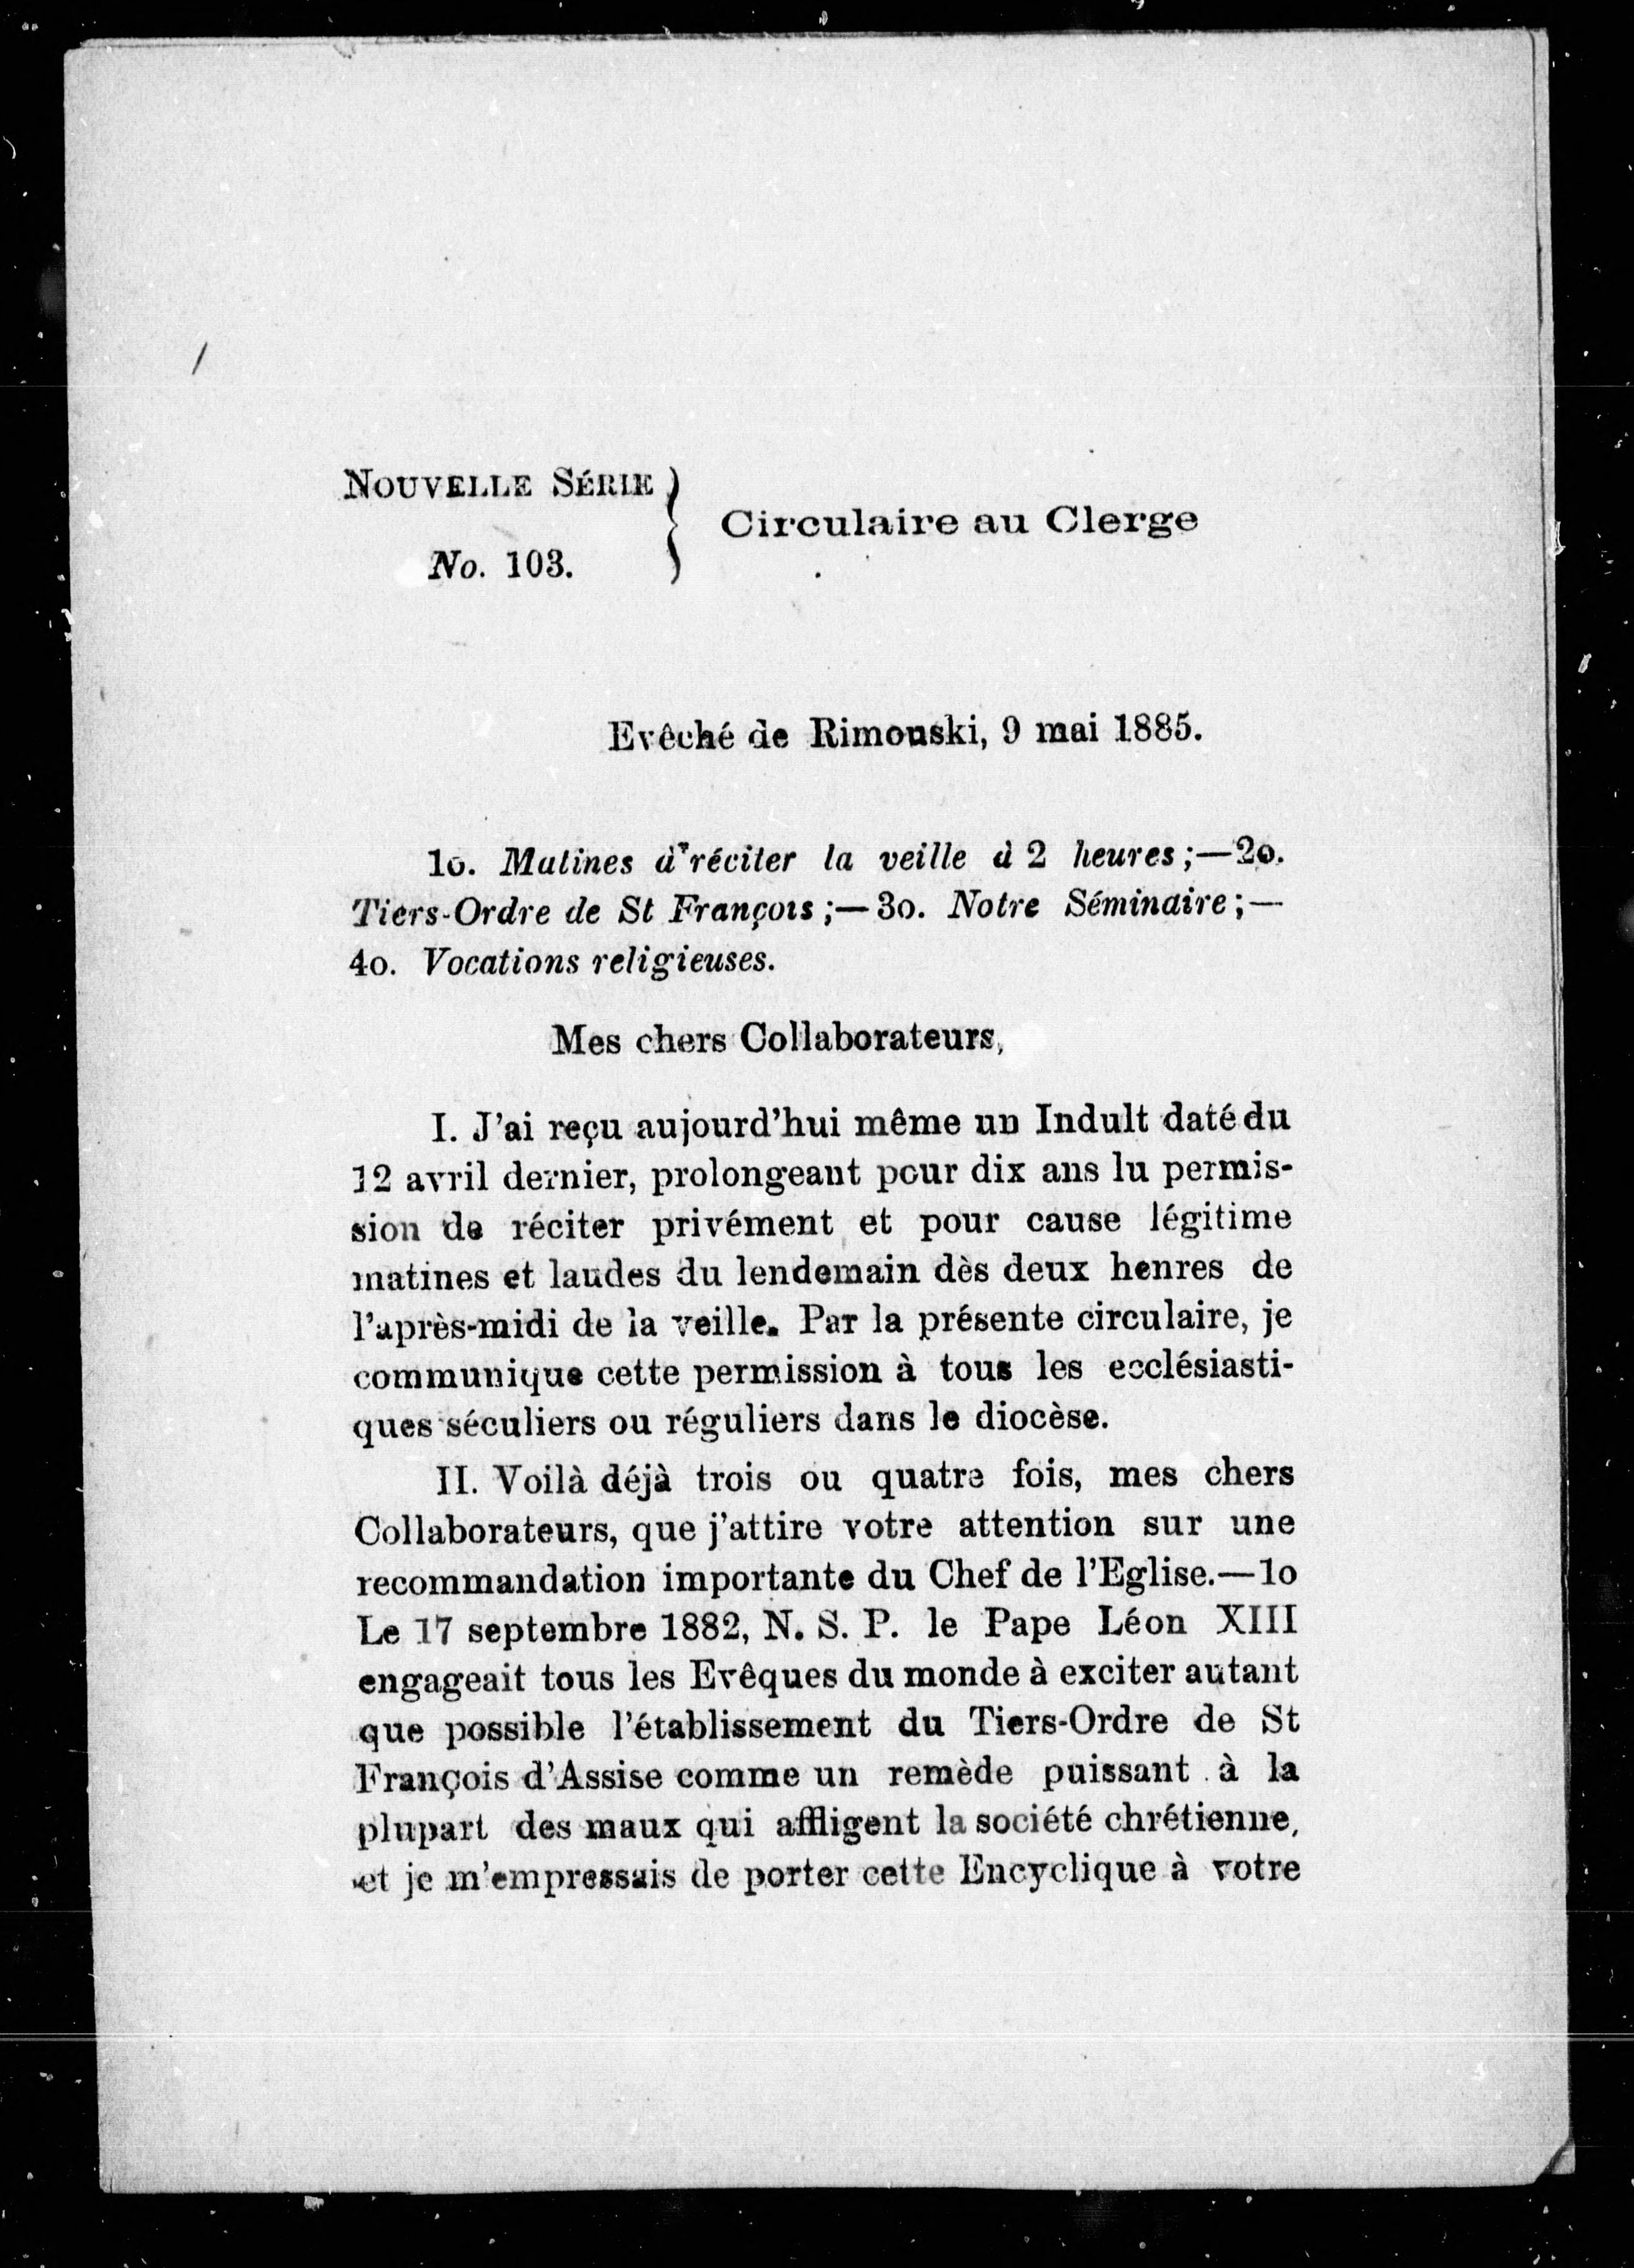 NOUVELLE SÉRIE
No. 103.
Circulaire au Clerge
Evêché de Rimouski, 9 mai 1885.
1o. Matines à réciter la veille à 2 heures ;—2o.
Tiers-Ordre de St François ;—3o. Notre Séminaire ;—
4o. Vocations religieuses.
Mes chers Collaborateurs,
I. J'ai reçu aujourd'hui même un Indult daté du
12 avril dernier, prolongeant pour dix ans lu permis-
sion de réciter privément et pour cause légitime
matines et laudes du lendemain dès deux henres de
l'après-midi de la veille. Par la présente circulaire, je
communique cette permission à tous les ecclésiasti-
ques séculiers ou réguliers dans le diocèse.
II. Voilà déjà trois ou quatre fois, mes chers
Collaborateurs, que j'attire votre attention sur une
recommandation importante du Chef de l'Eglise.—1o
Le 17 septembre 1882, N. S. P. le Pape Léon XIII
engageait tous les Evêques du monde à exciter autant
que possible l'établissement du Tiers-Ordre de St
François d'Assise comme un remède puissant à la
plupart des maux qui affligent la société chrétienne,
et je m'empressais de porter cette Encyclique à votre